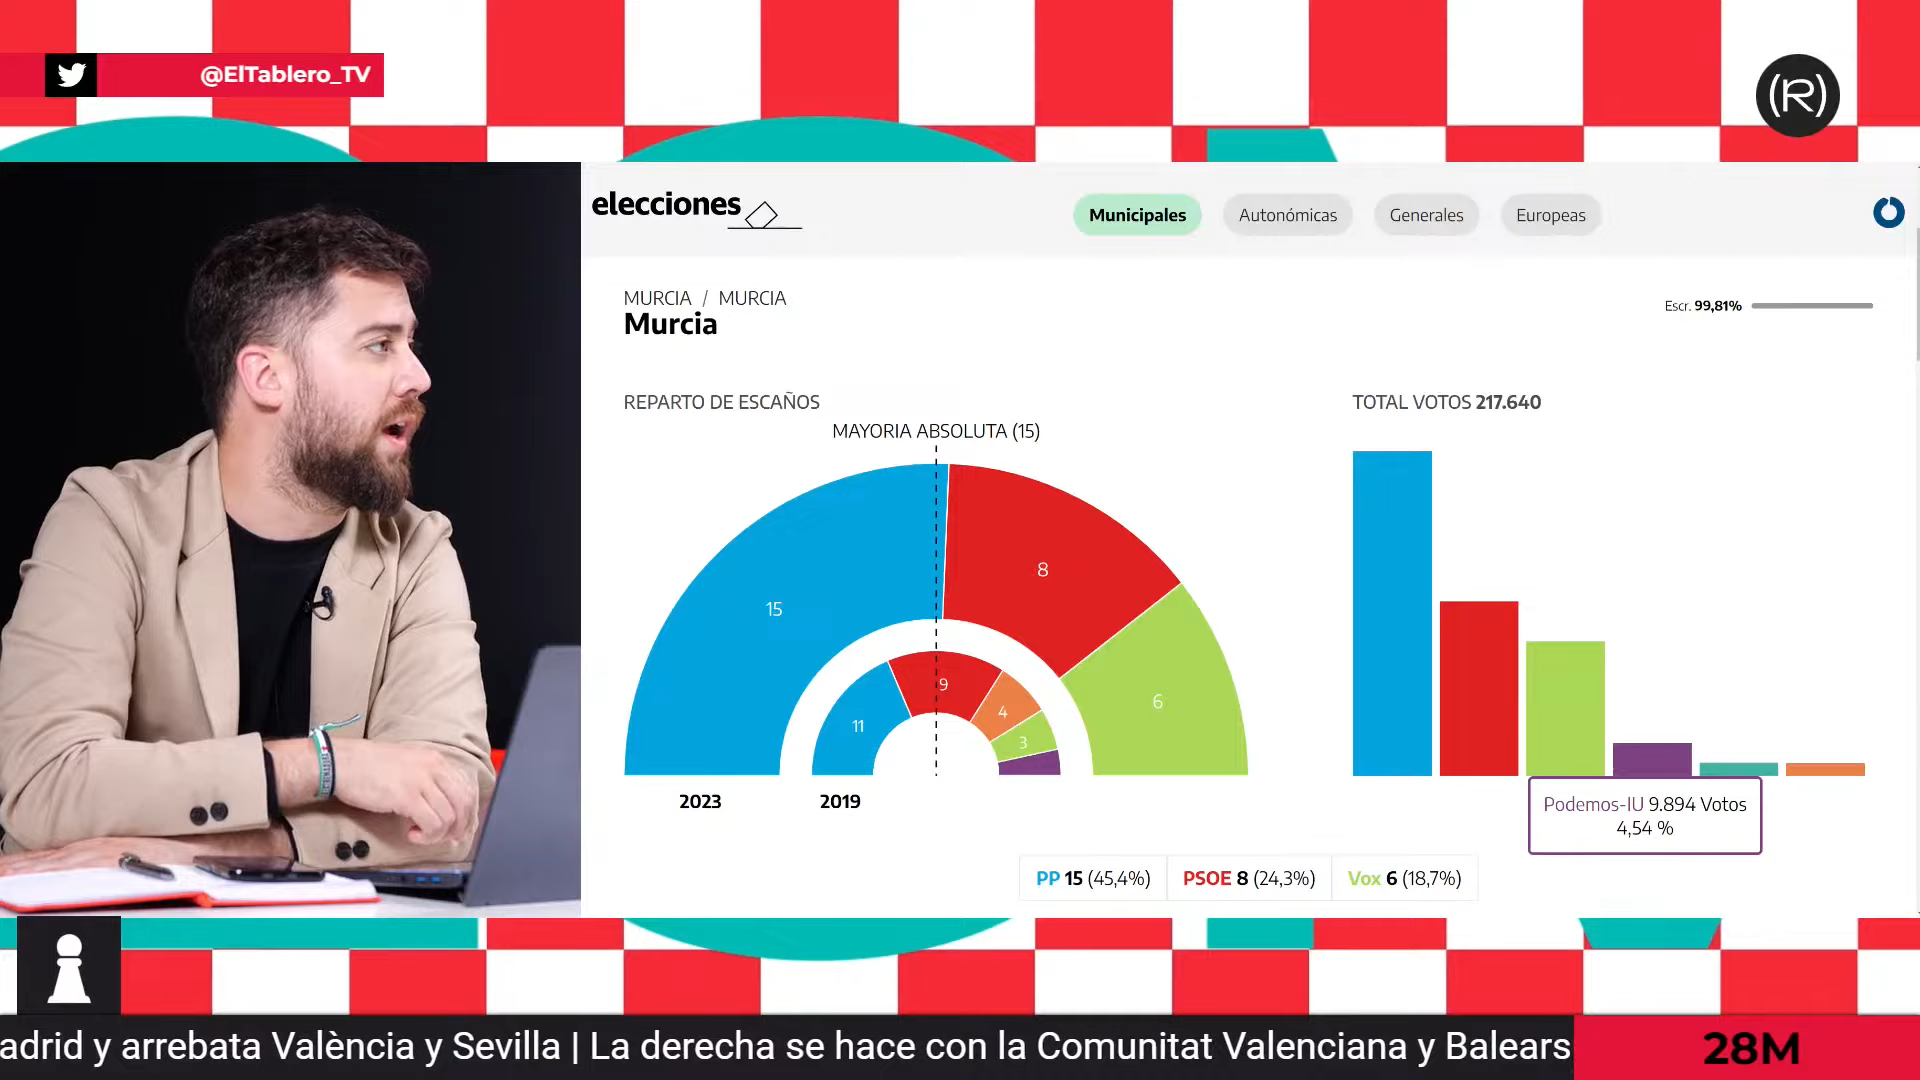 @ElTablero_TV
(R)
elecciones
Municipales
Autonómicas
Generales
Europeas
MURCIA / MURCIA
Murcia
Escr. 99,81%
REPARTO DE ESCAÑOS
MAYORIA ABSOLUTA (15)
15
8
6
11
9
4
3
2023
2019
TOTAL VOTOS 217.640
Podemos-IU 9.894 Votos
4,54 %
PP 15 (45,4%)
PSOE 8 (24,3%)
Vox 6 (18,7%)
adrid y arrebata València y Sevilla | La derecha se hace con la Comunitat Valenciana y Balears
28M